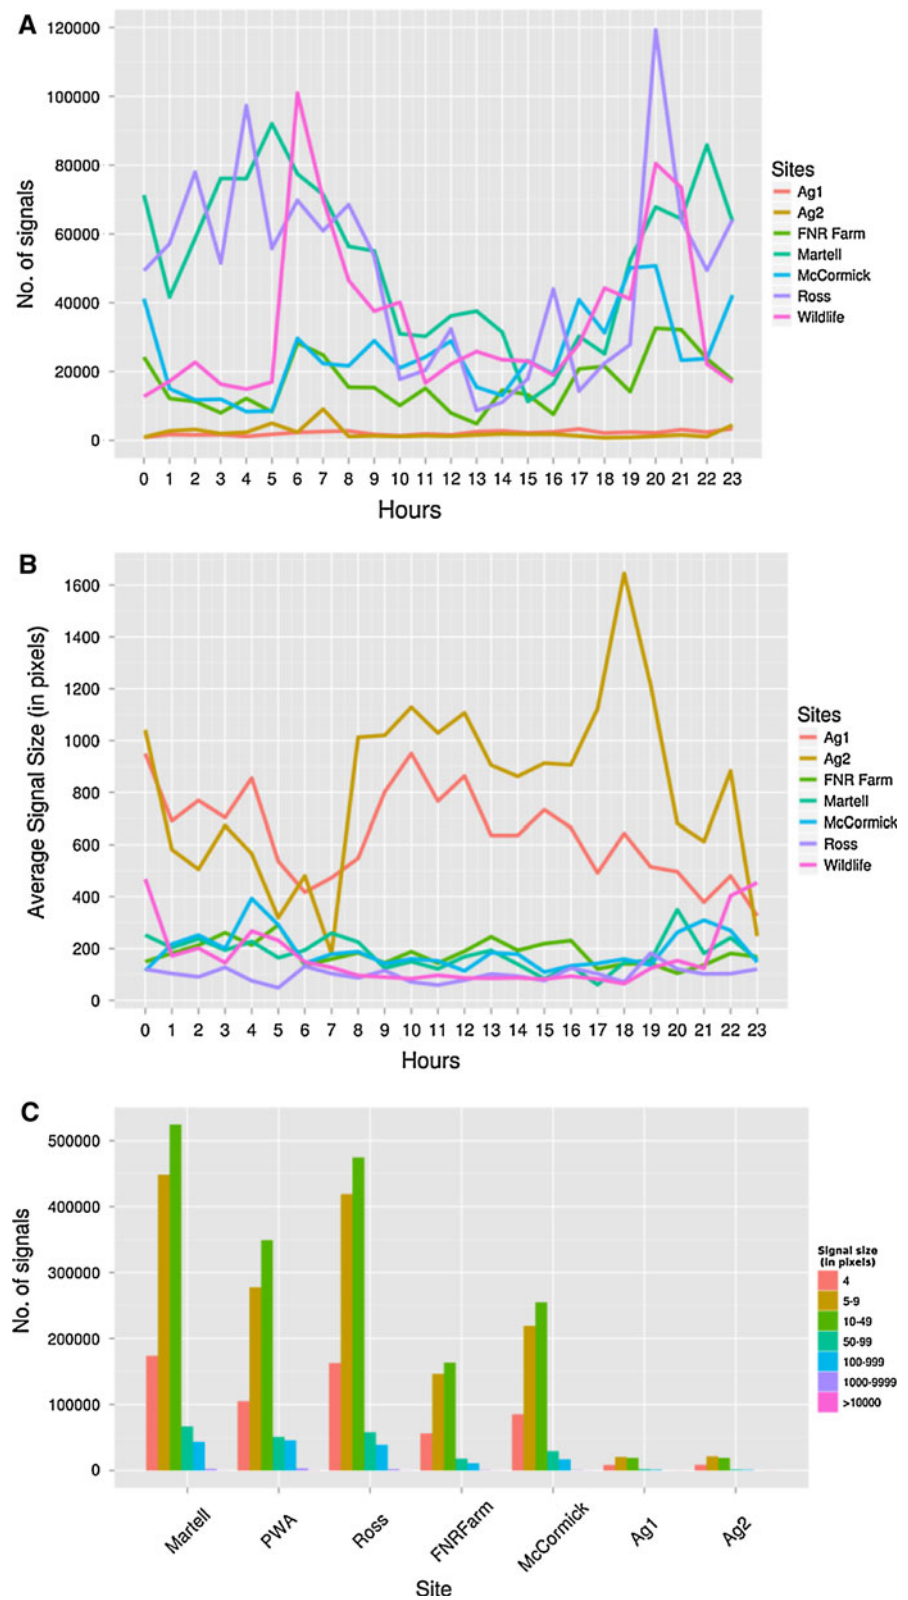 A
120000
100000
80000
60000
40000
20000
0
No. of signals
0 1 2 3 4 5 6 7 8 9 10 11 12 13 14 15 16 17 18 19 20 21 22 23
Hours
Sites
Ag1
Ag2
FNR Farm
Martell
McCormick
Ross
Wildlife
B
1600
1400
1200
1000
800
600
400
200
0
Average Signal Size (in pixels)
0 1 2 3 4 5 6 7 8 9 10 11 12 13 14 15 16 17 18 19 20 21 22 23
Hours
Sites
Ag1
Ag2
FNR Farm
Martell
McCormick
Ross
Wildlife
C
500000
400000
300000
200000
100000
0
No. of signals
Martell PWA Ross FNRFarm McCormick Ag1 Ag2
Site
Signal size
(in pixels)
4
5-9
10-49
50-99
100-999
1000-9999
>10000